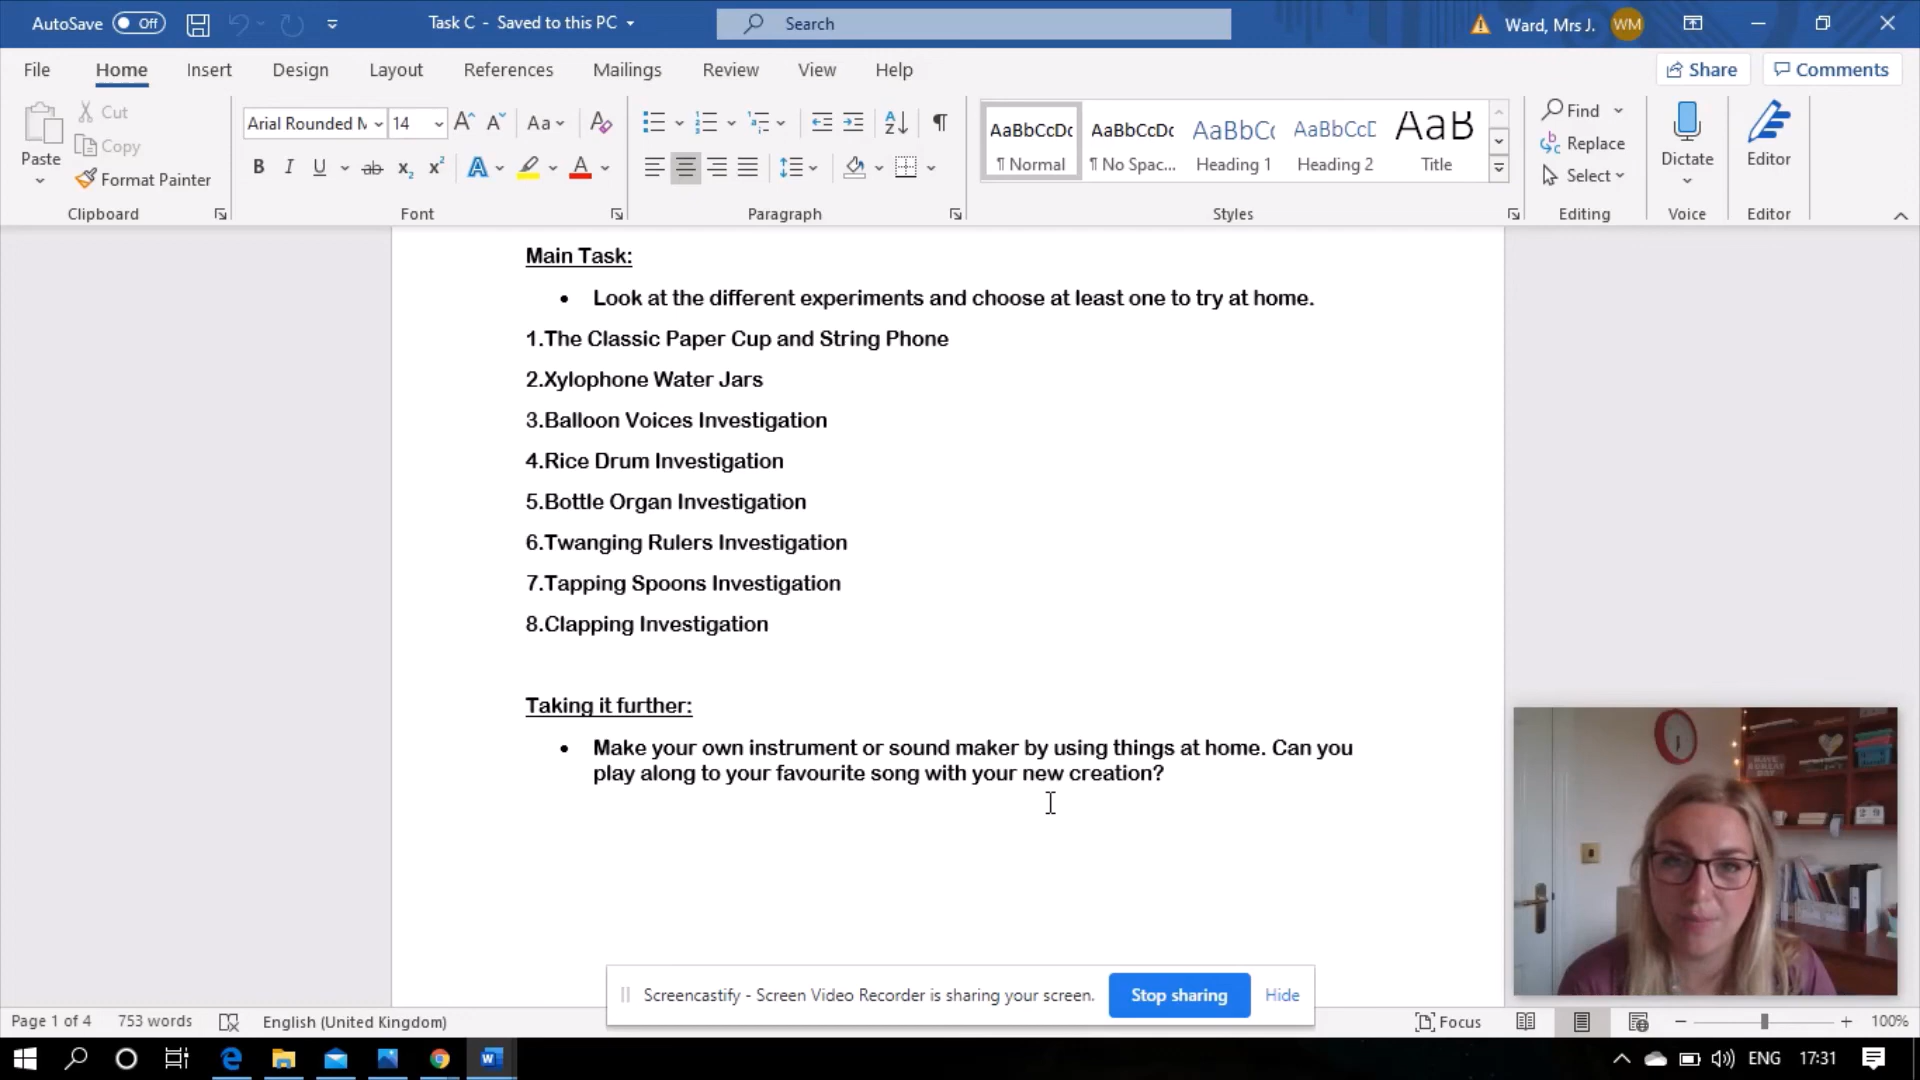 AutoSave Off Task C - Saved to this PC Search Ward, Mrs J. WM
File Home Insert Design Layout References Mailings Review View Help Share Comments
Paste Cut Copy Format Painter Clipboard
Arial Rounded M 14 Font
Paragraph
AaBbCcDc ¶ Normal AaBbCcDc ¶ No Spac... AaBbCc Heading 1 AaBbCcD Heading 2 AaB Title Styles
Find Replace Select Editing
Dictate Voice
Editor Editor
Main Task:
• Look at the different experiments and choose at least one to try at home.
1.The Classic Paper Cup and String Phone
2.Xylophone Water Jars
3.Balloon Voices Investigation
4.Rice Drum Investigation
5.Bottle Organ Investigation
6.Twanging Rulers Investigation
7.Tapping Spoons Investigation
8.Clapping Investigation
Taking it further:
• Make your own instrument or sound maker by using things at home. Can you
play along to your favourite song with your new creation?
Screencastify - Screen Video Recorder is sharing your screen. Stop sharing Hide
Page 1 of 4 753 words English (United Kingdom) Focus 100%
ENG 17:31